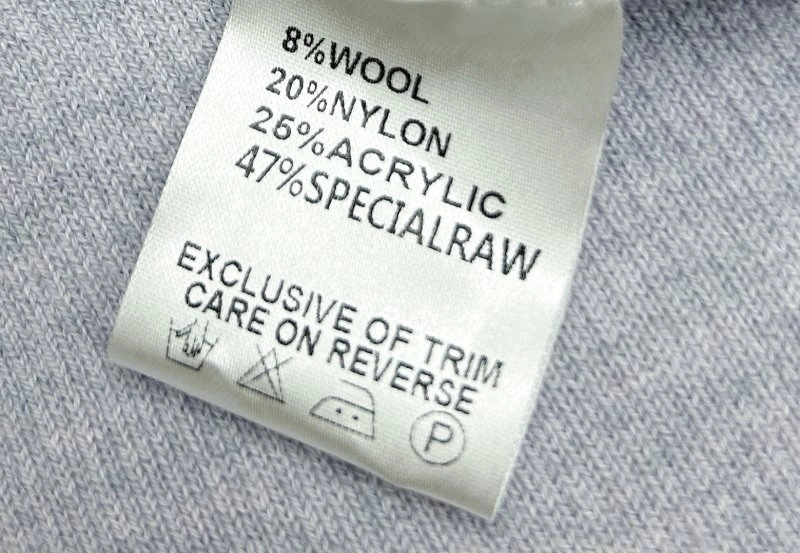 8%WOOL
20%NYLON
25%ACRYLIC
47%SPECIALRAW
EXCLUSIVE OF TRIM
CARE ON REVERSE
P